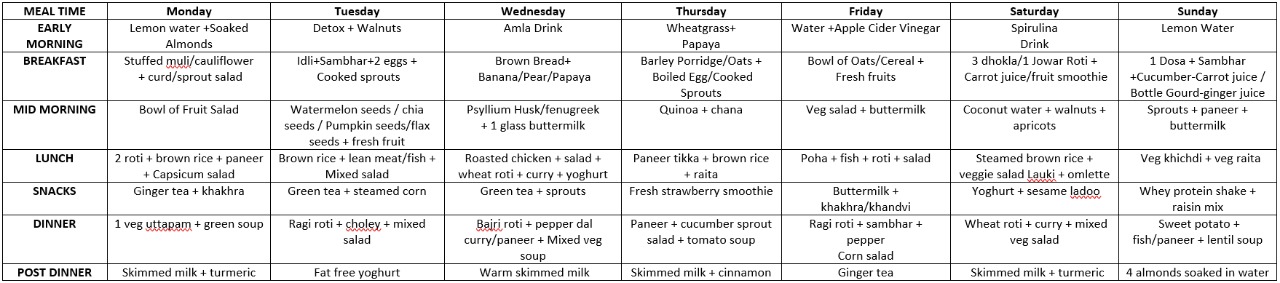 MEAL TIME Monday Tuesday Wednesday Thursday Friday Saturday Sunday
EARLY Lemon water +Soaked Detox + Walnuts Amla Drink Wheatgrass+ Water +Apple Cider Vinegar Spirulina Lemon Water
MORNING Almonds Papaya Drink
BREAKFAST Stuffed muli/cauliflower Idli+Sambhar+2 eggs + Brown Bread+ Barley Porridge/Oats + Bowl of Oats/Cereal + 3 dhokla/1 Jowar Roti + 1 Dosa + Sambhar
+ curd/sprout salad Cooked sprouts Banana/Pear/Papaya Boiled Egg/Cooked Fresh fruits Carrot juice/fruit smoothie +Cucumber-Carrot juice /
Sprouts Bottle Gourd-ginger juice
MID MORNING Bowl of Fruit Salad Watermelon seeds / chia Psyllium Husk/fenugreek Quinoa + chana Veg salad + buttermilk Coconut water + walnuts + Sprouts + paneer +
seeds / Pumpkin seeds/flax + 1 glass buttermilk apricots buttermilk
seeds + fresh fruit
LUNCH 2 roti + brown rice + paneer Brown rice + lean meat/fish + Roasted chicken + salad + Paneer tikka + brown rice Poha + fish + roti + salad Steamed brown rice + Veg khichdi + veg raita
+ Capsicum salad Mixed salad wheat roti + curry + yoghurt + raita veggie salad Lauki + omlette
SNACKS Ginger tea + khakhra Green tea + steamed corn Green tea + sprouts Fresh strawberry smoothie Buttermilk + Yoghurt + sesame ladoo Whey protein shake +
khakhra/khandvi raisin mix
DINNER 1 veg uttapam + green soup Ragi roti + choley + mixed Bajri roti + pepper dal Paneer + cucumber sprout Ragi roti + sambhar + Wheat roti + curry + mixed Sweet potato +
salad curry/paneer + Mixed veg salad + tomato soup pepper veg salad fish/paneer + lentil soup
soup Corn salad
POST DINNER Skimmed milk + turmeric Fat free yoghurt Warm skimmed milk Skimmed milk + cinnamon Ginger tea Skimmed milk + turmeric 4 almonds soaked in water